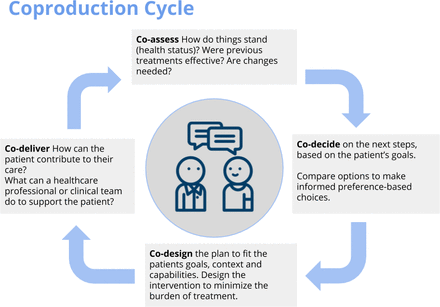 Coproduction Cycle
Co-assess How do things stand
(health status)? Were previous
treatments effective? Are changes
needed?
Co-decide on the next steps,
based on the patient's goals.
Compare options to make
informed preference-based
choices.
Co-design the plan to fit the
patients goals, context and
capabilities. Design the
intervention to minimize the
burden of treatment.
Co-deliver How can the
patient contribute to their
care?
What can a healthcare
professional or clinical team
do to support the patient?